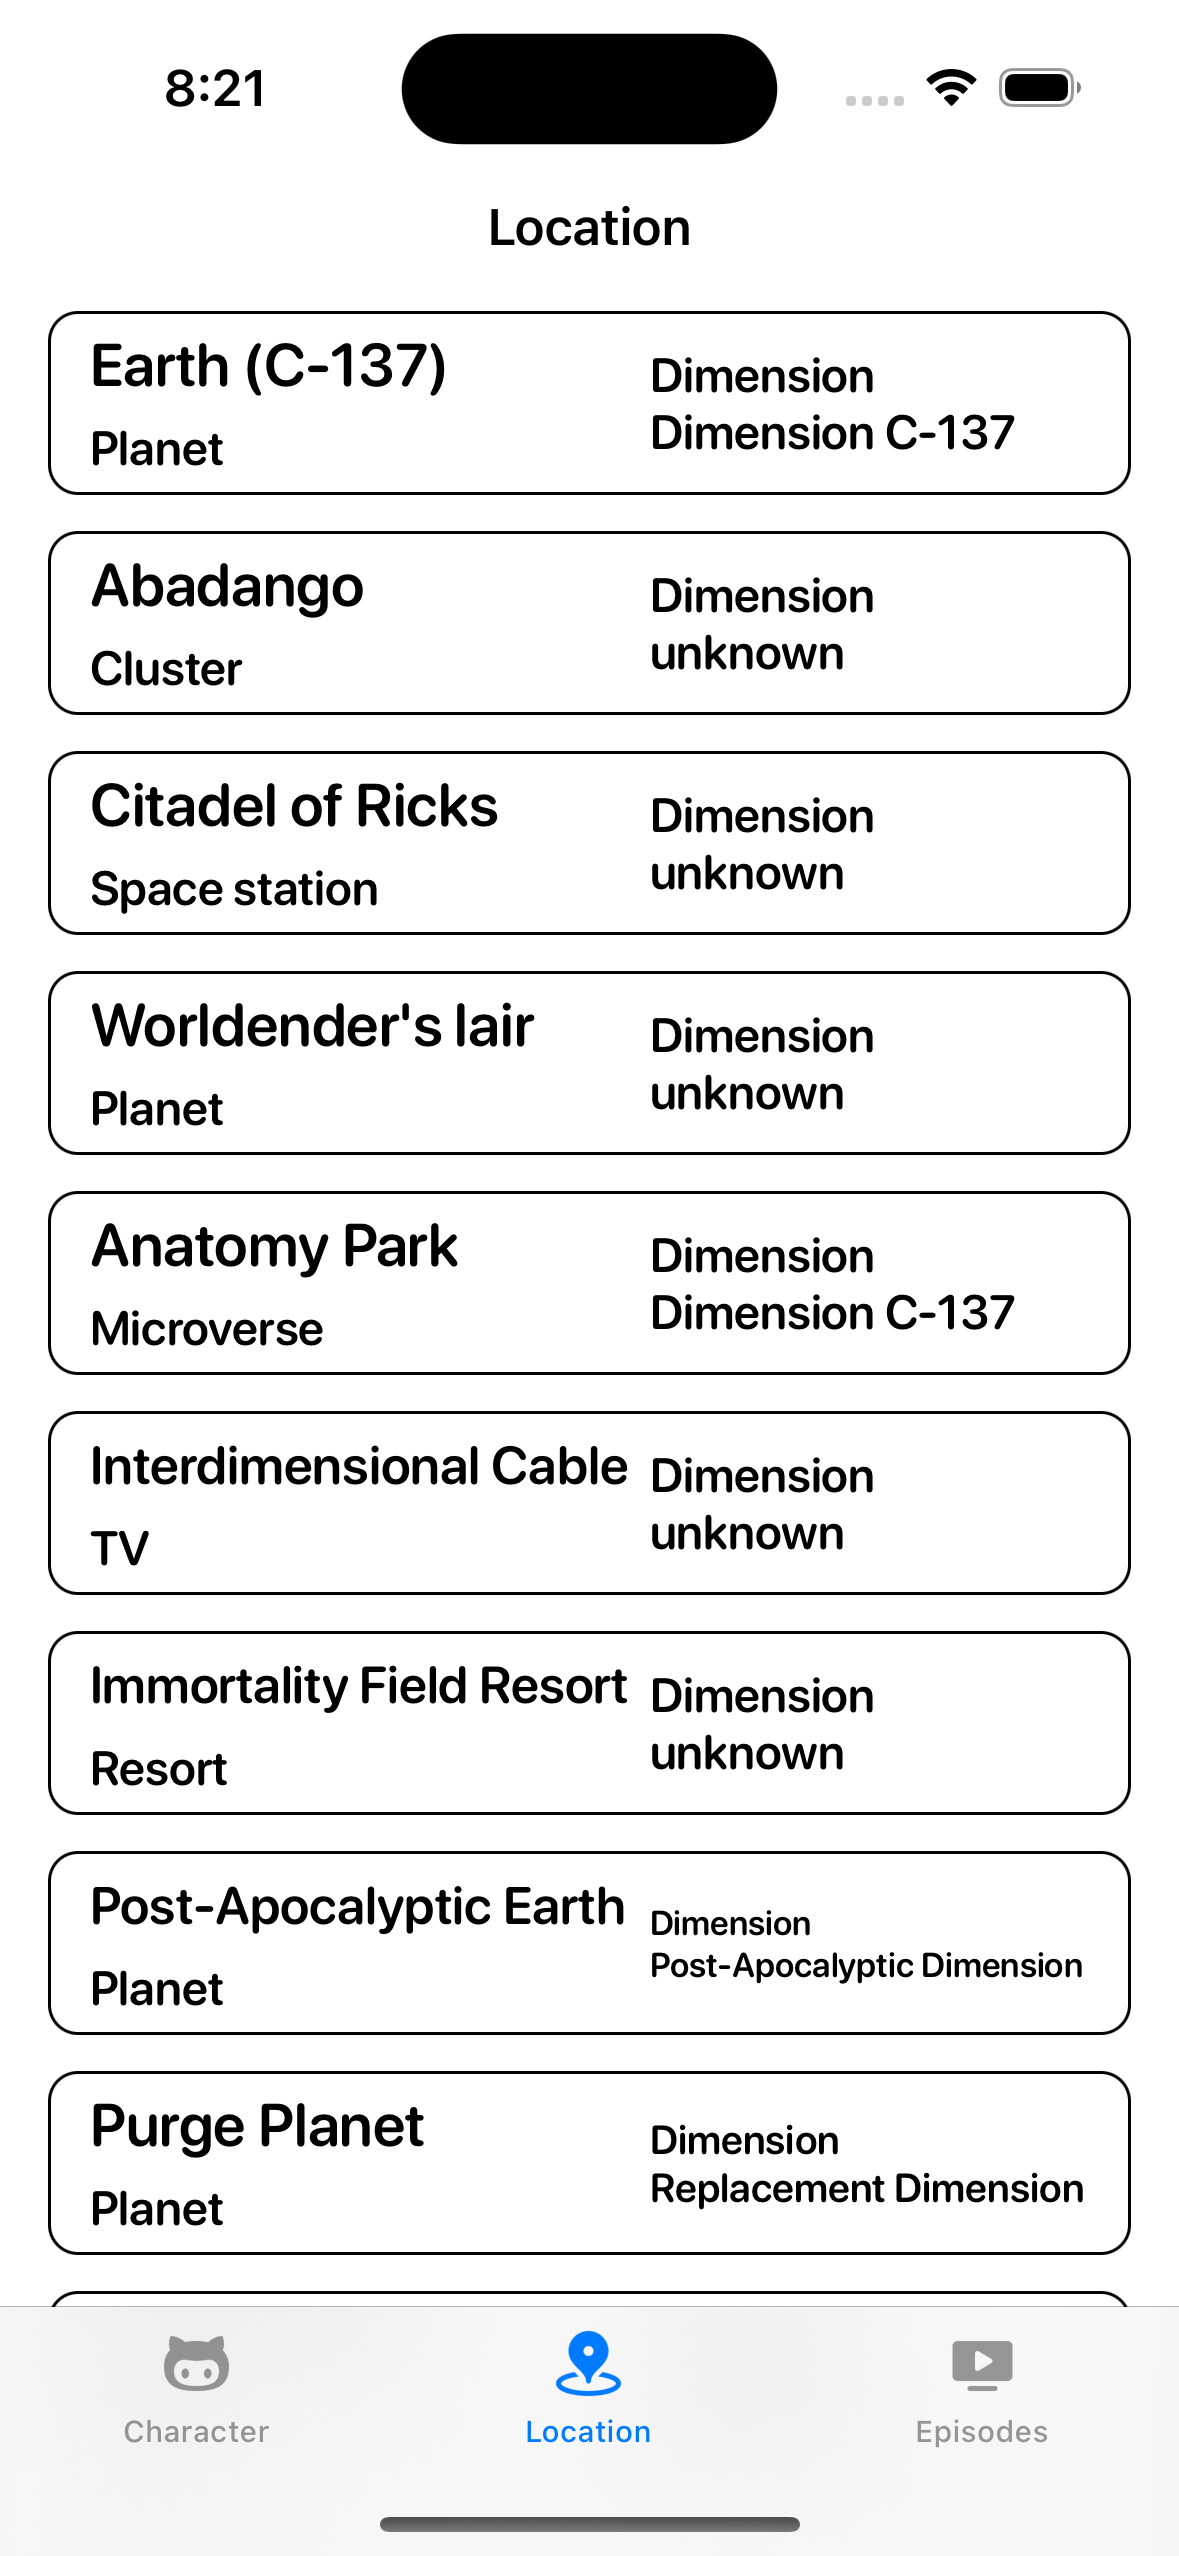 8:21
Location
Earth (C-137)
Planet
Dimension
Dimension C-137
Abadango
Cluster
Dimension
unknown
Citadel of Ricks
Space station
Dimension
unknown
Worldender's lair
Planet
Dimension
unknown
Anatomy Park
Microverse
Dimension
Dimension C-137
Interdimensional Cable
TV
Dimension
unknown
Immortality Field Resort
Resort
Dimension
unknown
Post-Apocalyptic Earth
Planet
Dimension
Post-Apocalyptic Dimension
Purge Planet
Planet
Dimension
Replacement Dimension
Character
Location
Episodes